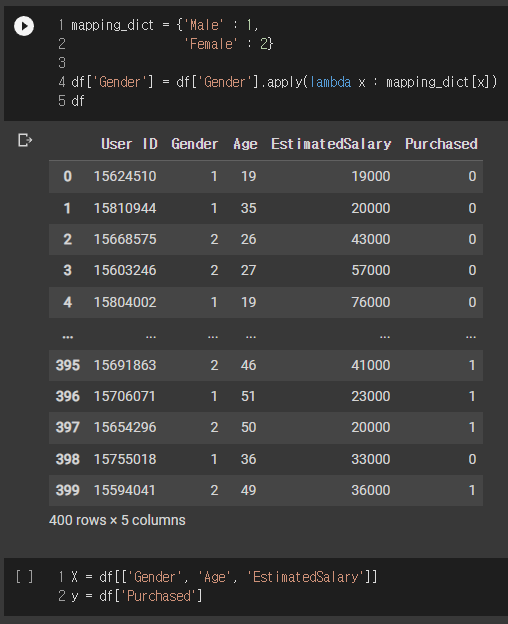 1 mapping_dict = {'Male' : 1,
2 'Female' : 2}
3
4 df['Gender'] = df['Gender'].apply(lambda x : mapping_dict[x])
5 df
User ID Gender Age EstimatedSalary Purchased
0 15624510 1 19 19000 0
1 15810944 1 35 20000 0
2 15668575 2 26 43000 0
3 15603246 2 27 57000 0
4 15804002 1 19 76000 0
... ... ... ... ... ...
395 15691863 2 46 41000 1
396 15706071 1 51 23000 1
397 15654296 2 50 20000 1
398 15755018 1 36 33000 0
399 15594041 2 49 36000 1
400 rows × 5 columns
[ ] 1 X = df[['Gender', 'Age', 'EstimatedSalary']]
2 y = df['Purchased']